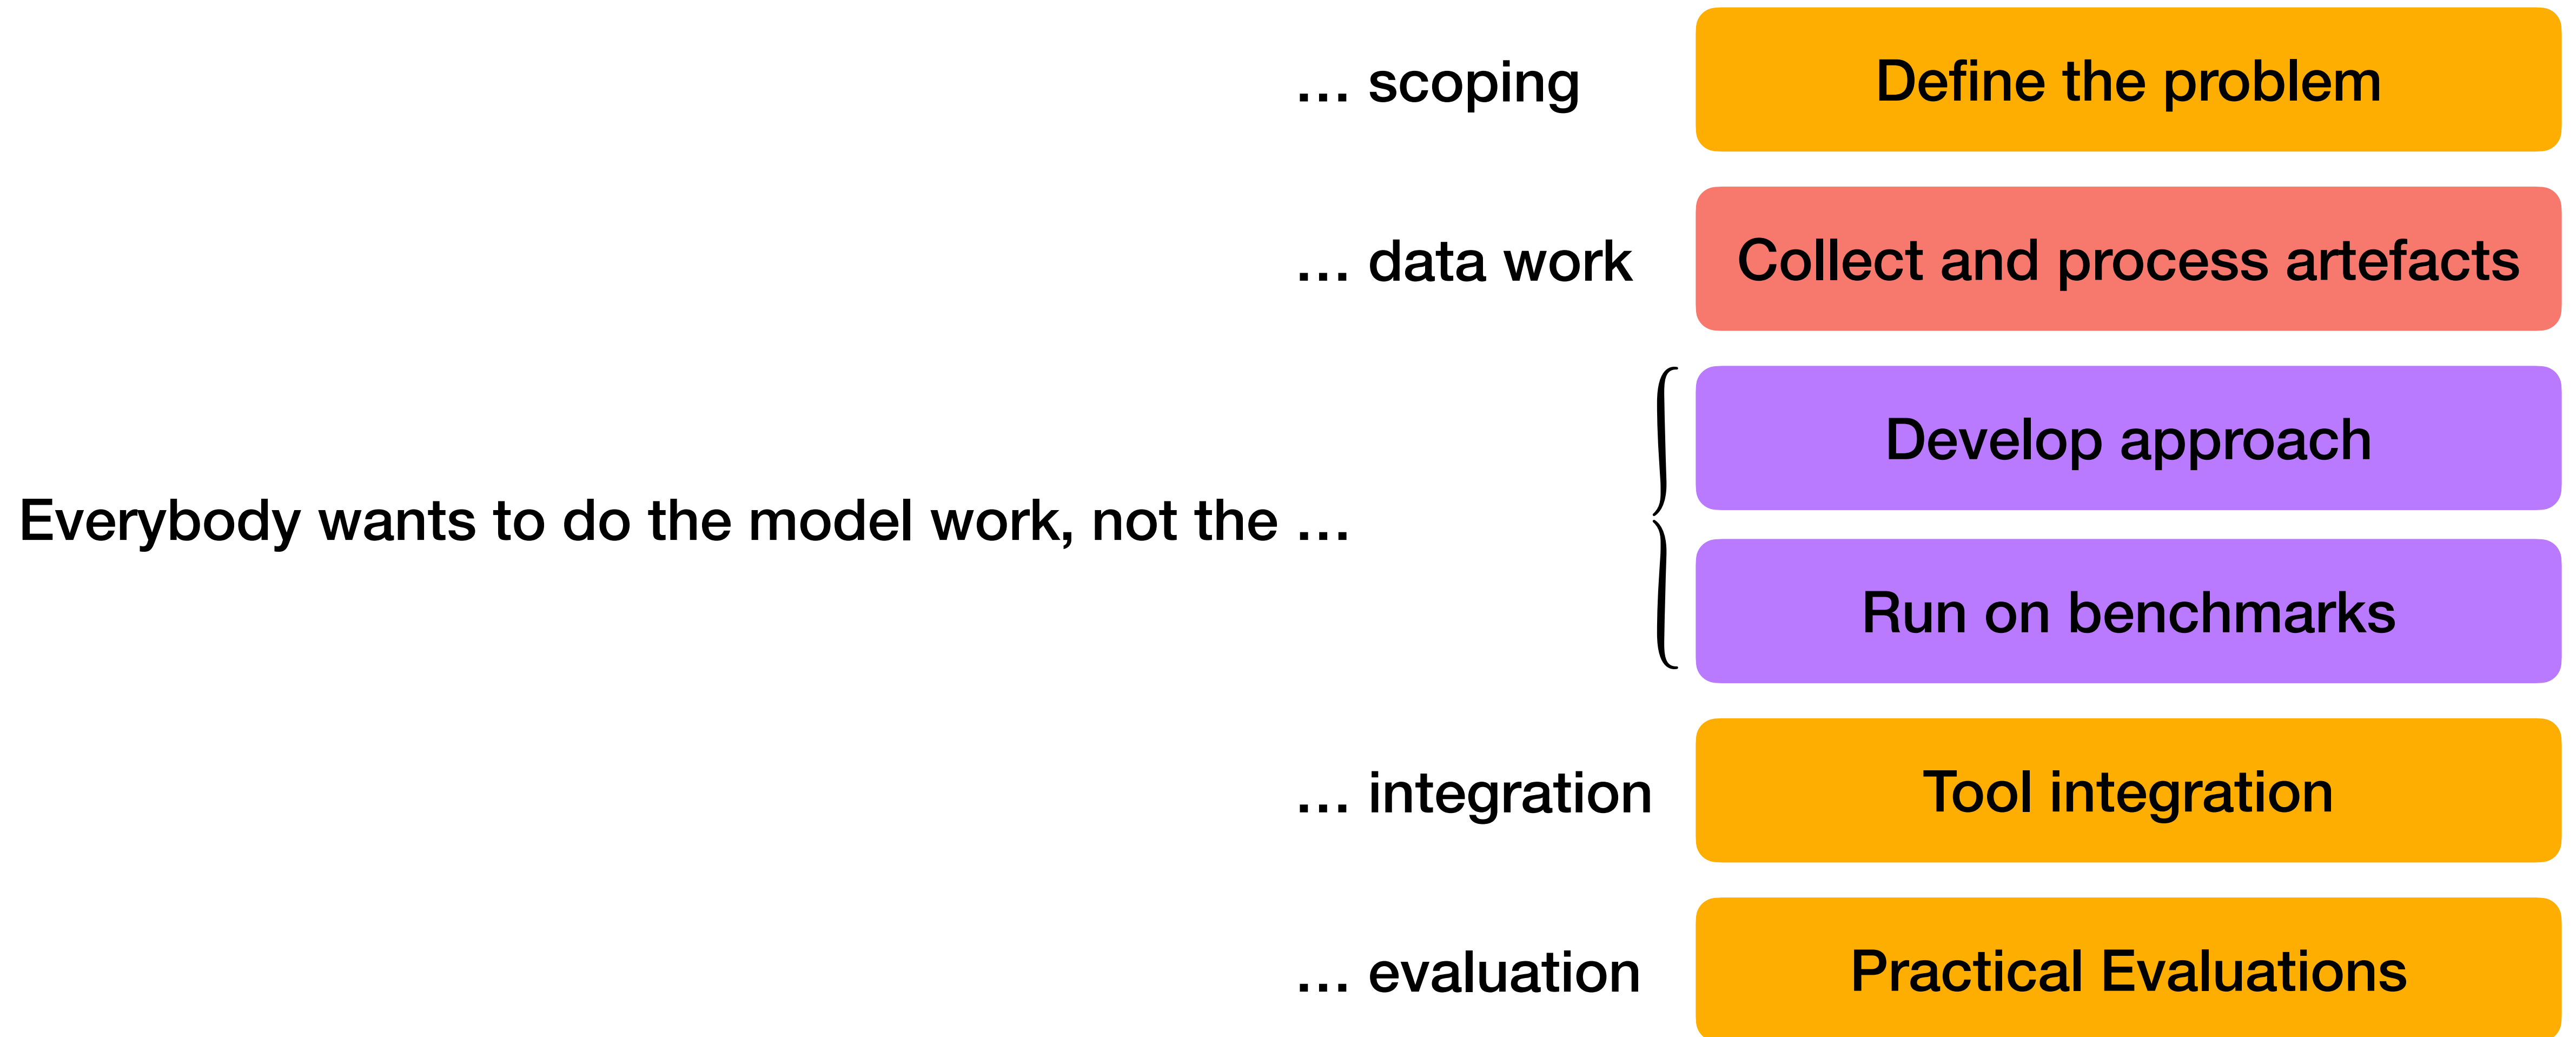 … scoping
Define the problem
… data work
Collect and process artefacts
Develop approach
Everybody wants to do the model work, not the …
Run on benchmarks
… integration
Tool integration
… evaluation
Practical Evaluations